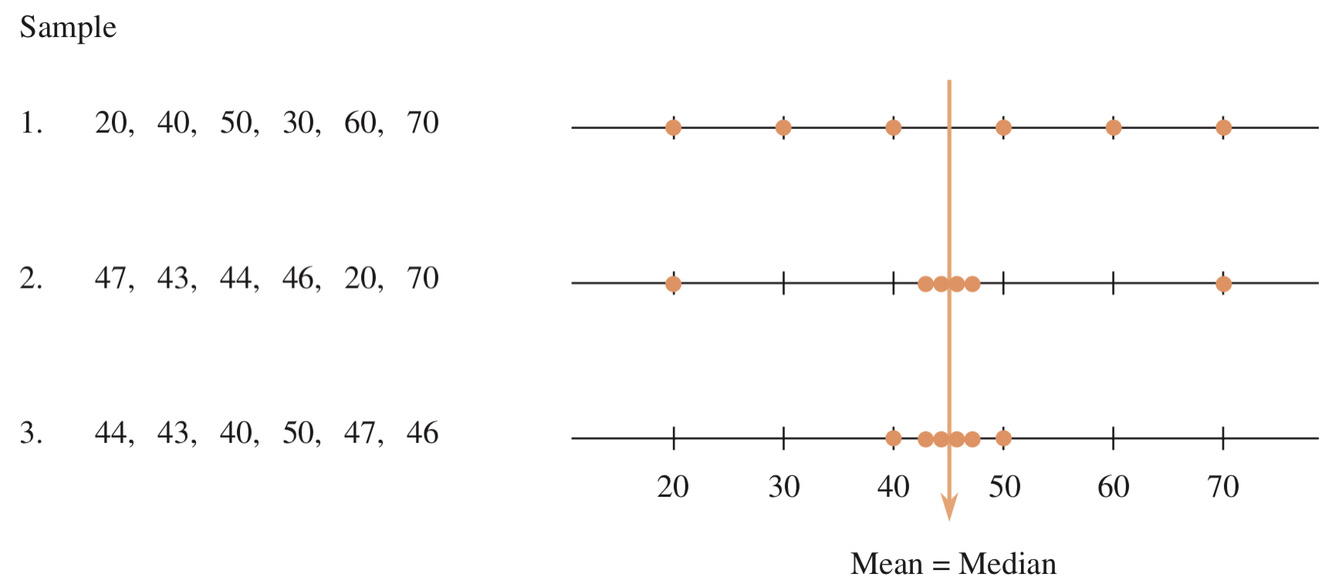 Sample
1. 20, 40, 50, 30, 60, 70
2. 47, 43, 44, 46, 20, 70
3. 44, 43, 40, 50, 47, 46
20 30 40 50 60 70
Mean = Median